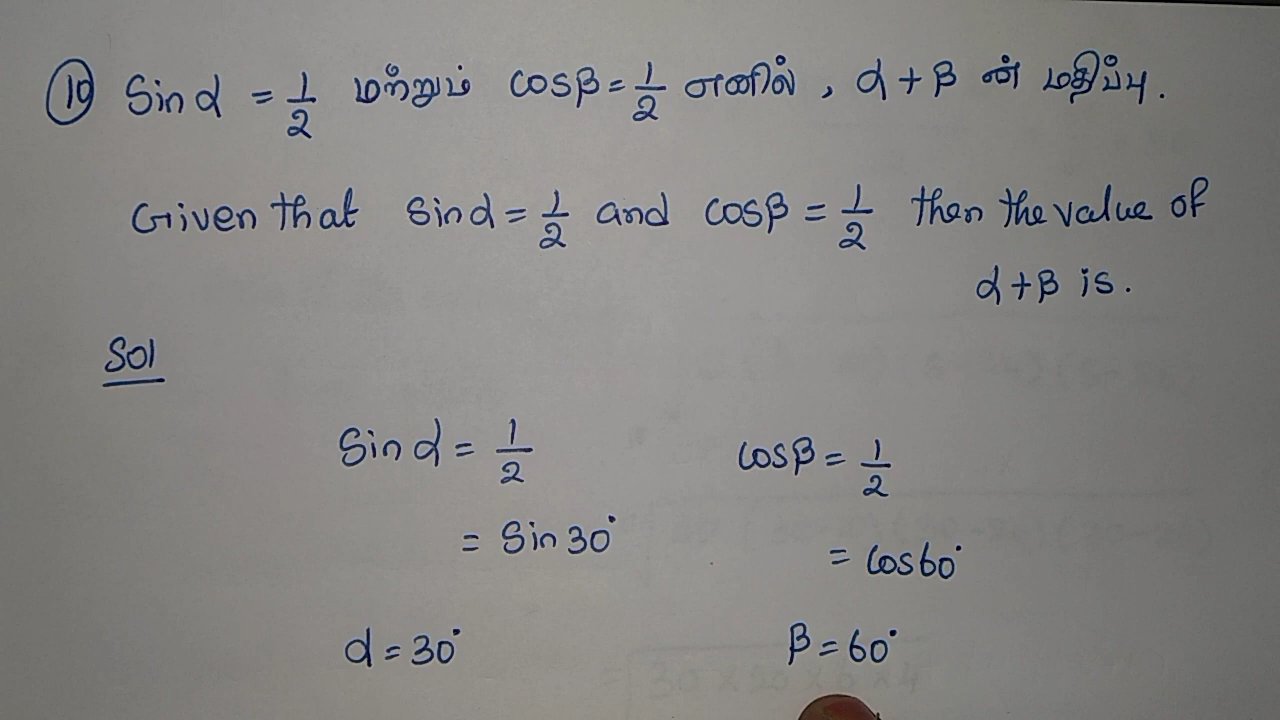 ⑲ Sin α = 1/2 மற்றும் cosβ = 1/2 எனில், α + β ன் மதிப்பு.
Given that Sin α = 1/2 and cosβ = 1/2 then the value of
α + β is.
Sol
Sin α = 1/2 cosβ = 1/2
= Sin 30° = cos 60°
α = 30° β = 60°